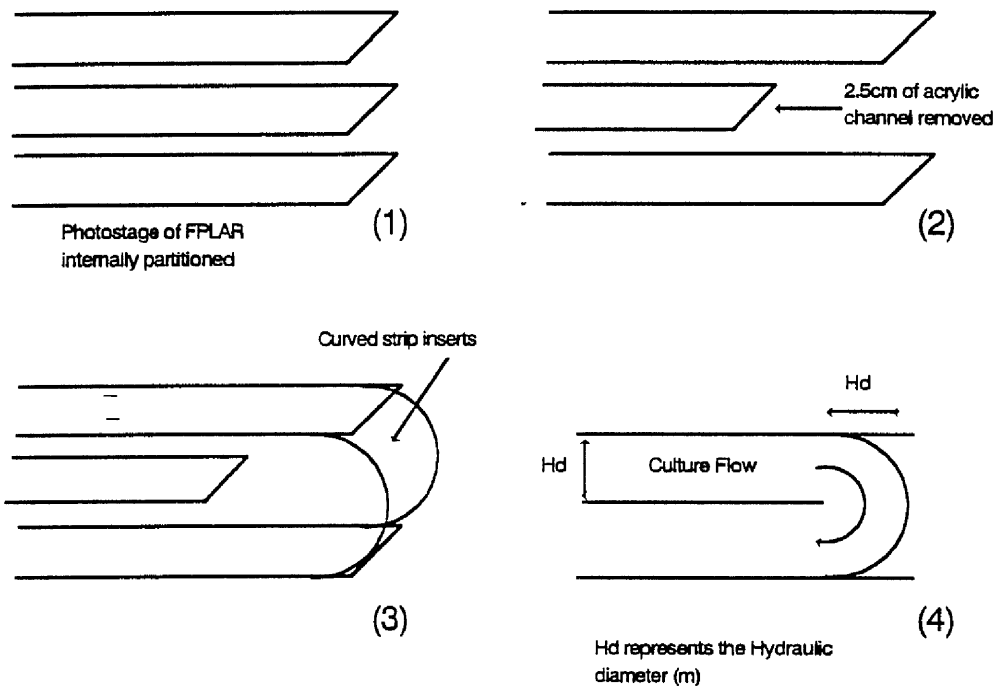 2.5cm of acrylic
channel removed
(1)
(2)
Photostage of FPLAR
internally partitioned
Curved strip inserts
Hd
Hd
Culture Flow
(3)
(4)
Hd represents the Hydraulic
diameter (m)